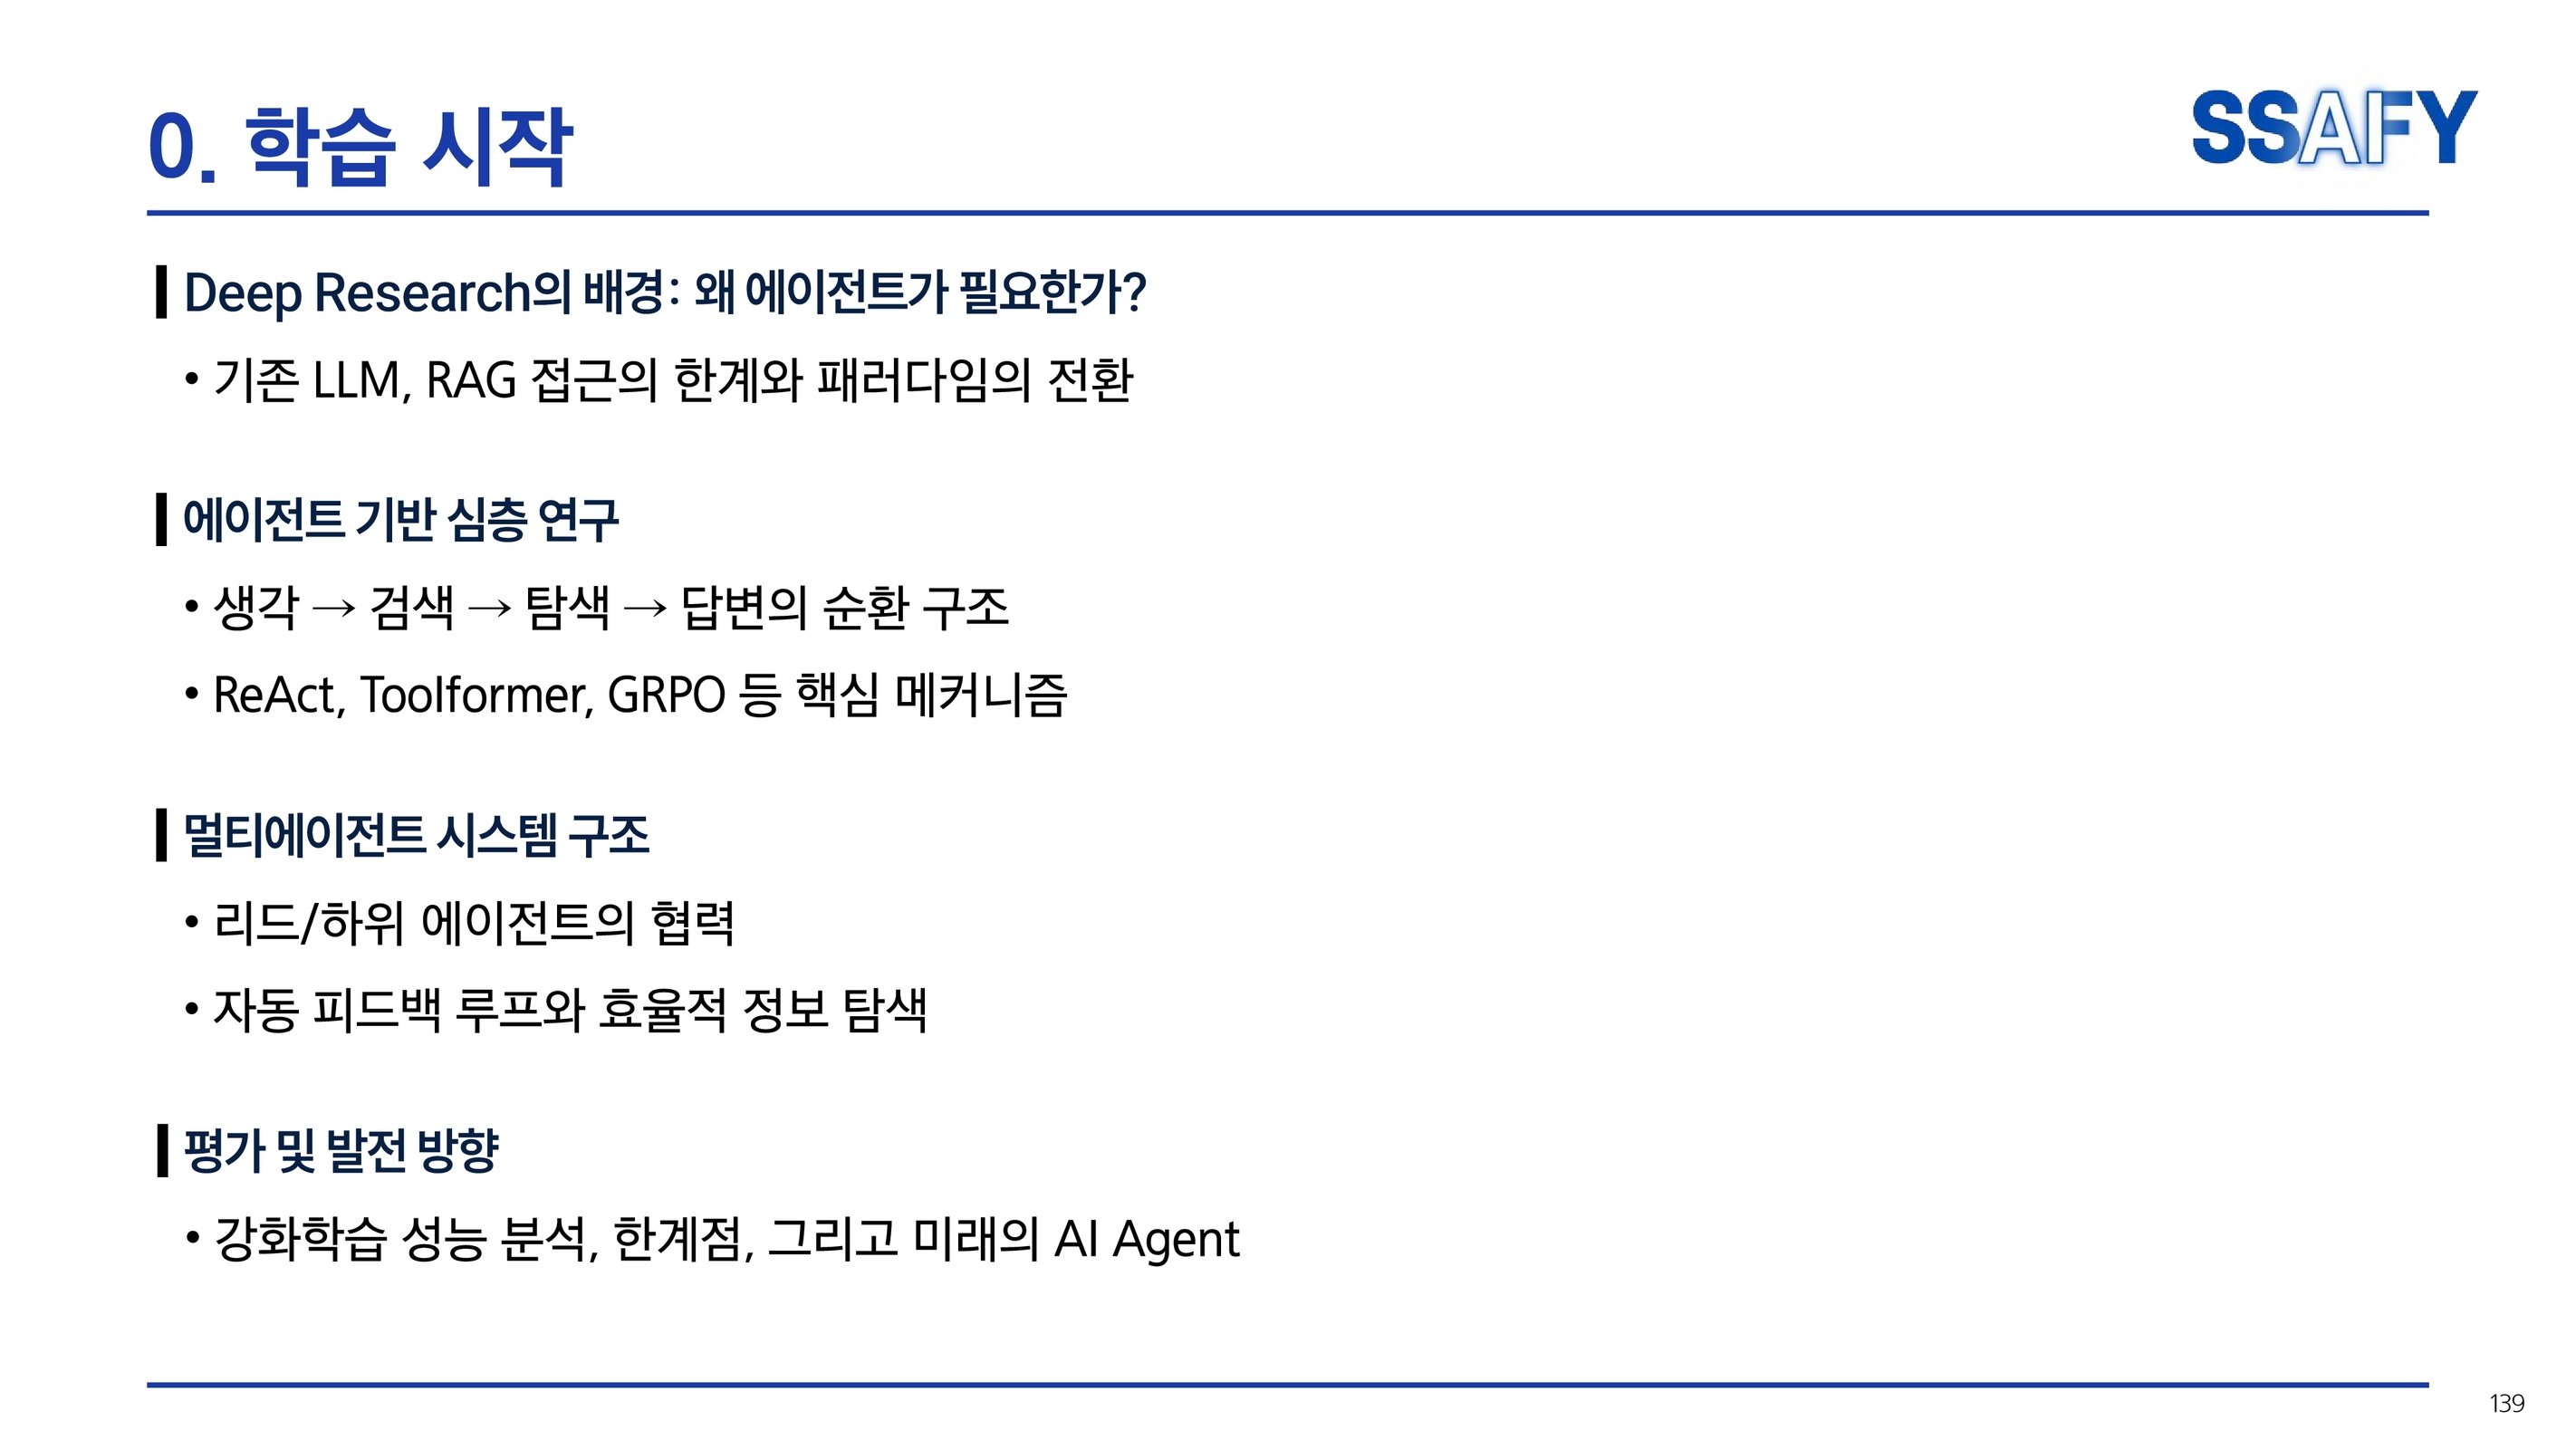 0. 학습 시작
SSAFY
Deep Research의 배경: 왜 에이전트가 필요한가?
• 기존 LLM, RAG 접근의 한계와 패러다임의 전환
에이전트 기반 심층 연구
• 생각 → 검색 → 탐색 → 답변의 순환 구조
• ReAct, Toolformer, GRPO 등 핵심 메커니즘
멀티에이전트 시스템 구조
• 리드/하위 에이전트의 협력
• 자동 피드백 루프와 효율적 정보 탐색
평가 및 발전 방향
• 강화학습 성능 분석, 한계점, 그리고 미래의 AI Agent
139